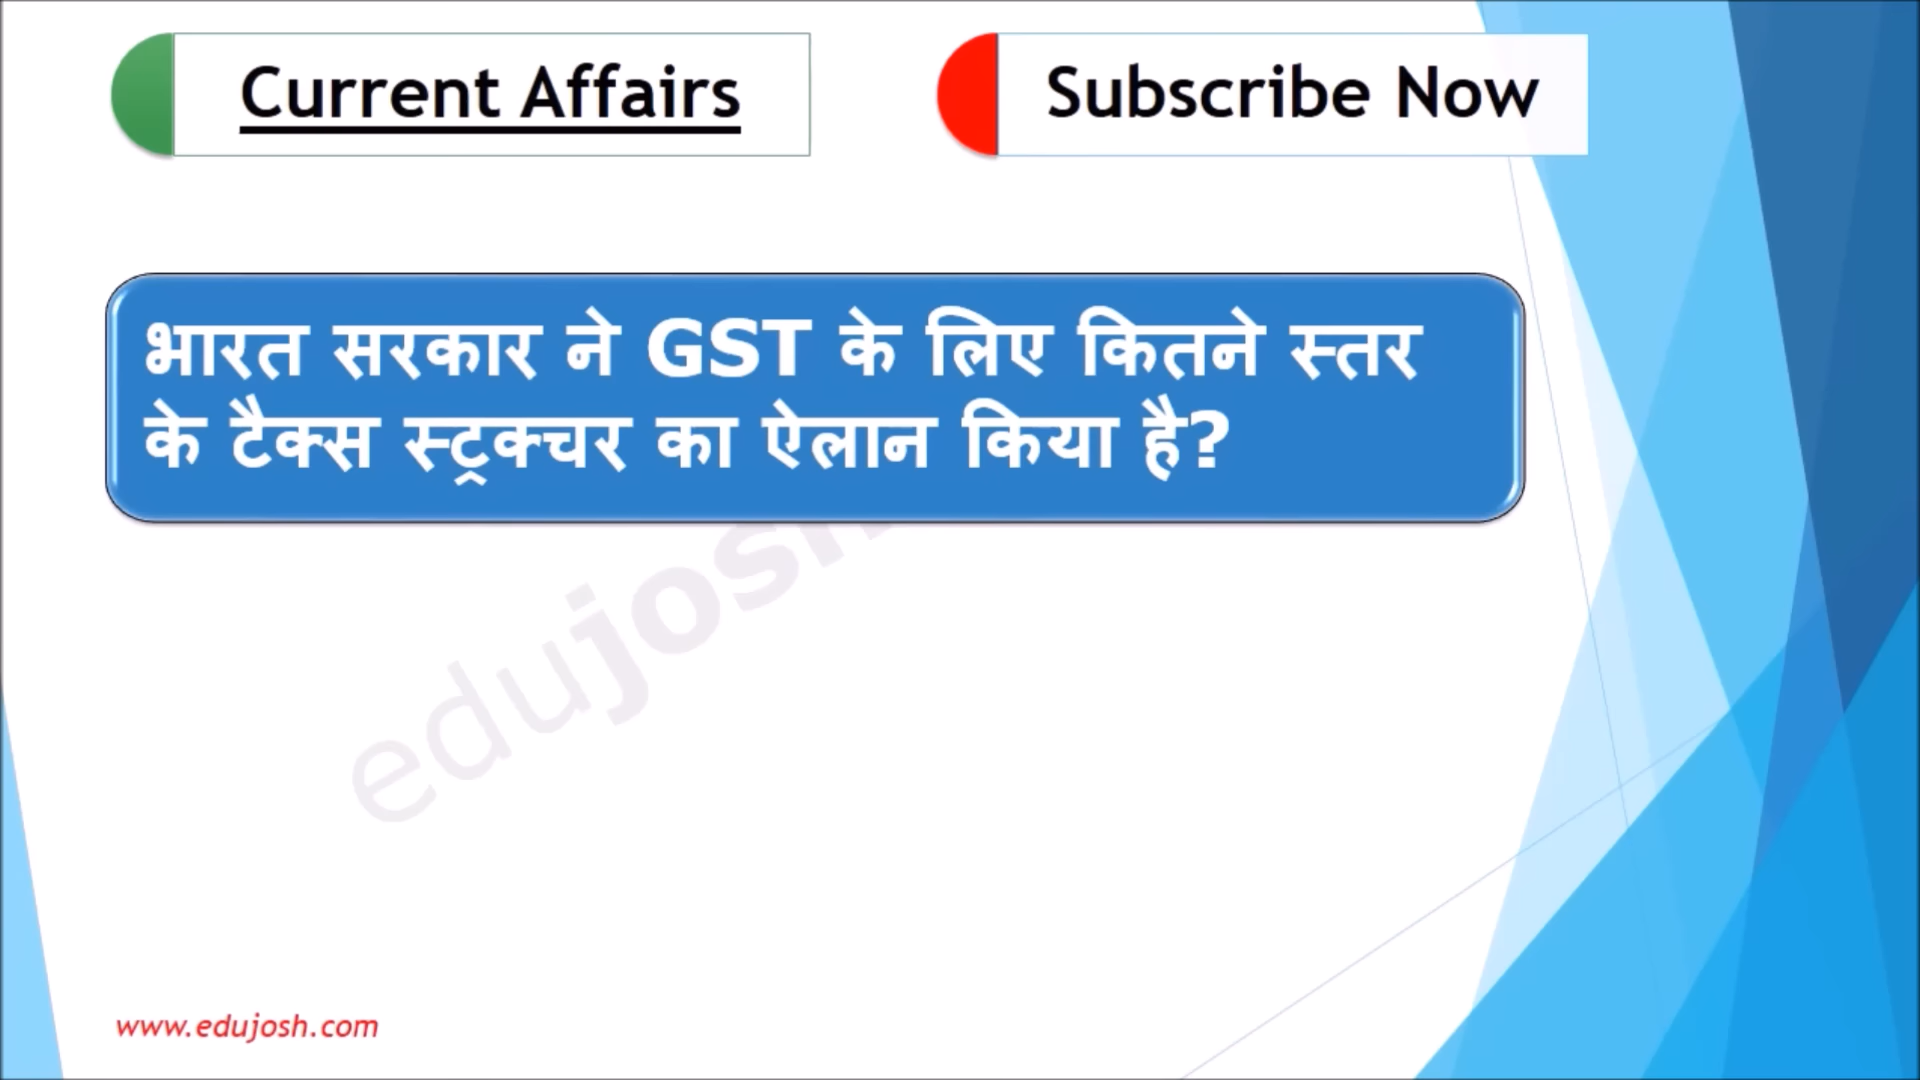 Current Affairs
Subscribe Now
भारत सरकार ने GST के लिए कितने स्तर
के टैक्स स्ट्रक्चर का ऐलान किया है?
edujosh
www.edujosh.com